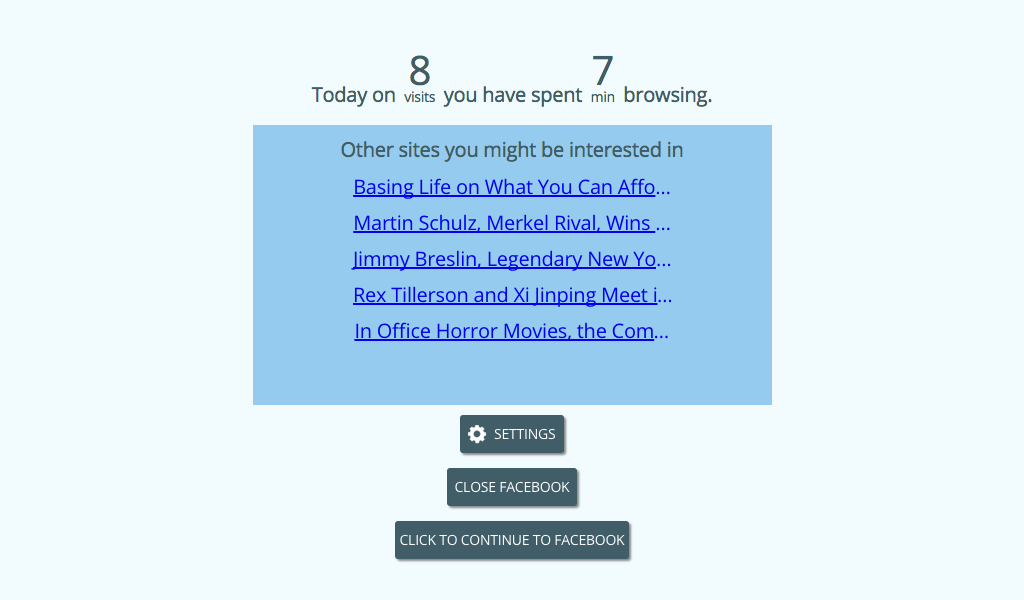 Today on 8 visits you have spent 7 min browsing.
Other sites you might be interested in
Basing Life on What You Can Affo...
Martin Schulz, Merkel Rival, Wins ...
Jimmy Breslin, Legendary New Yo...
Rex Tillerson and Xi Jinping Meet i...
In Office Horror Movies, the Com...
SETTINGS
CLOSE FACEBOOK
CLICK TO CONTINUE TO FACEBOOK